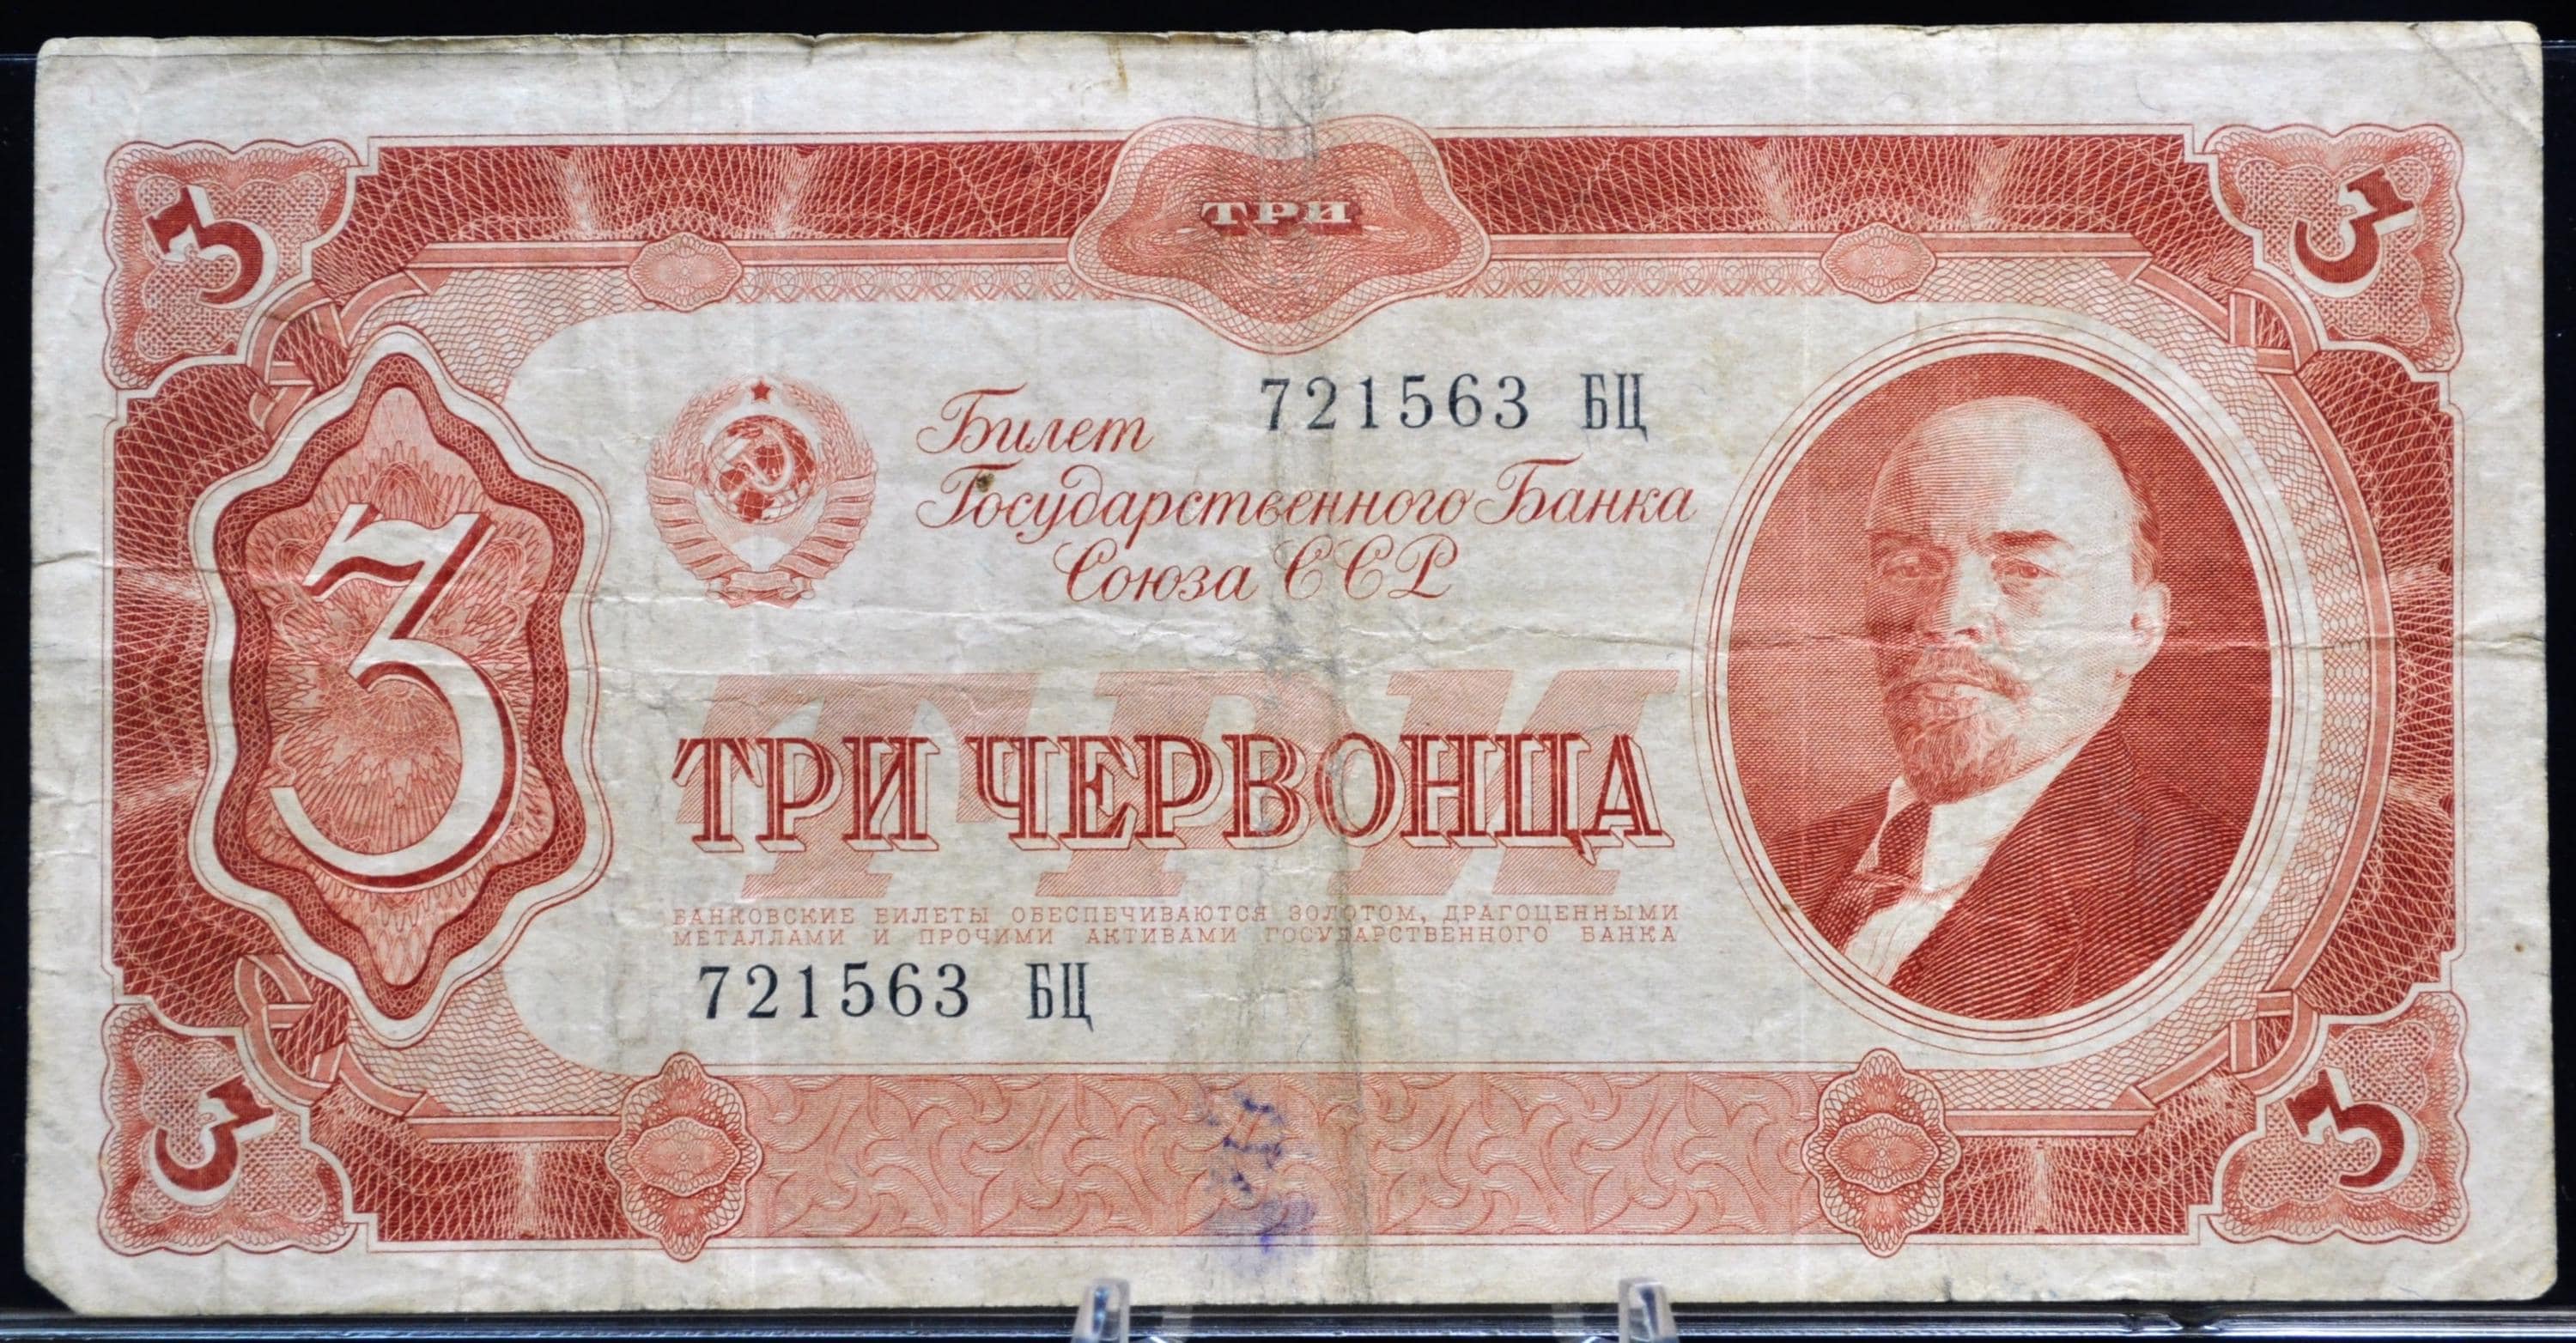 3
ТРИ
3
721563 БЦ
Билет
Государственного Банка
Союза ССР
3
ТРИ
ТРИ ЧЕРВОНЦА
БАНКОВСКИЕ БИЛЕТЫ ОБЕСПЕЧИВАЮТСЯ ЗОЛОТОМ, ДРАГОЦЕННЫМИ
МЕТАЛЛАМИ И ПРОЧИМИ АКТИВАМИ ГОСУДАРСТВЕННОГО БАНКА
721563 БЦ
3
3